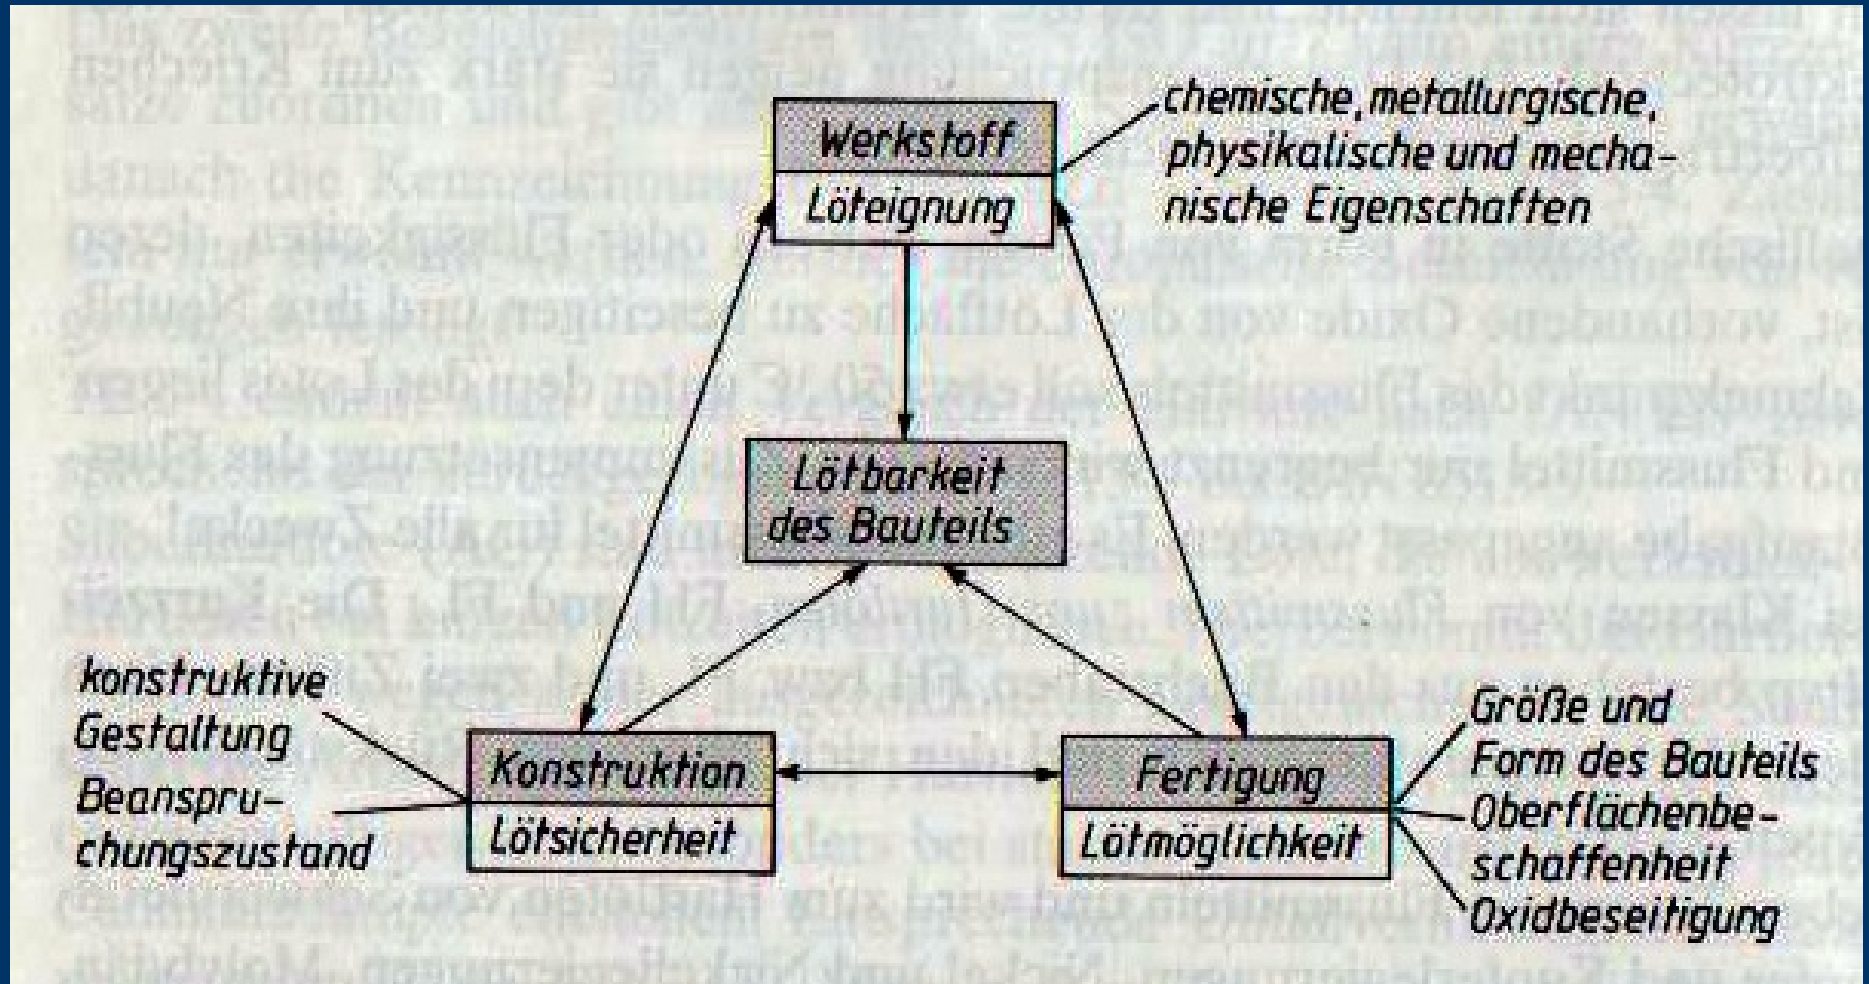 Werkstoff
Löteignung
chemische, metallurgische,
physikalische und mecha-
nische Eigenschaften
Lötbarkeit
des Bauteils
konstruktive
Gestaltung
Beanspru-
chungszustand
Konstruktion
Lötsicherheit
Fertigung
Lötmöglichkeit
Größe und
Form des Bauteils
Oberflächenbe-
schaffenheit
Oxidbeseitigung